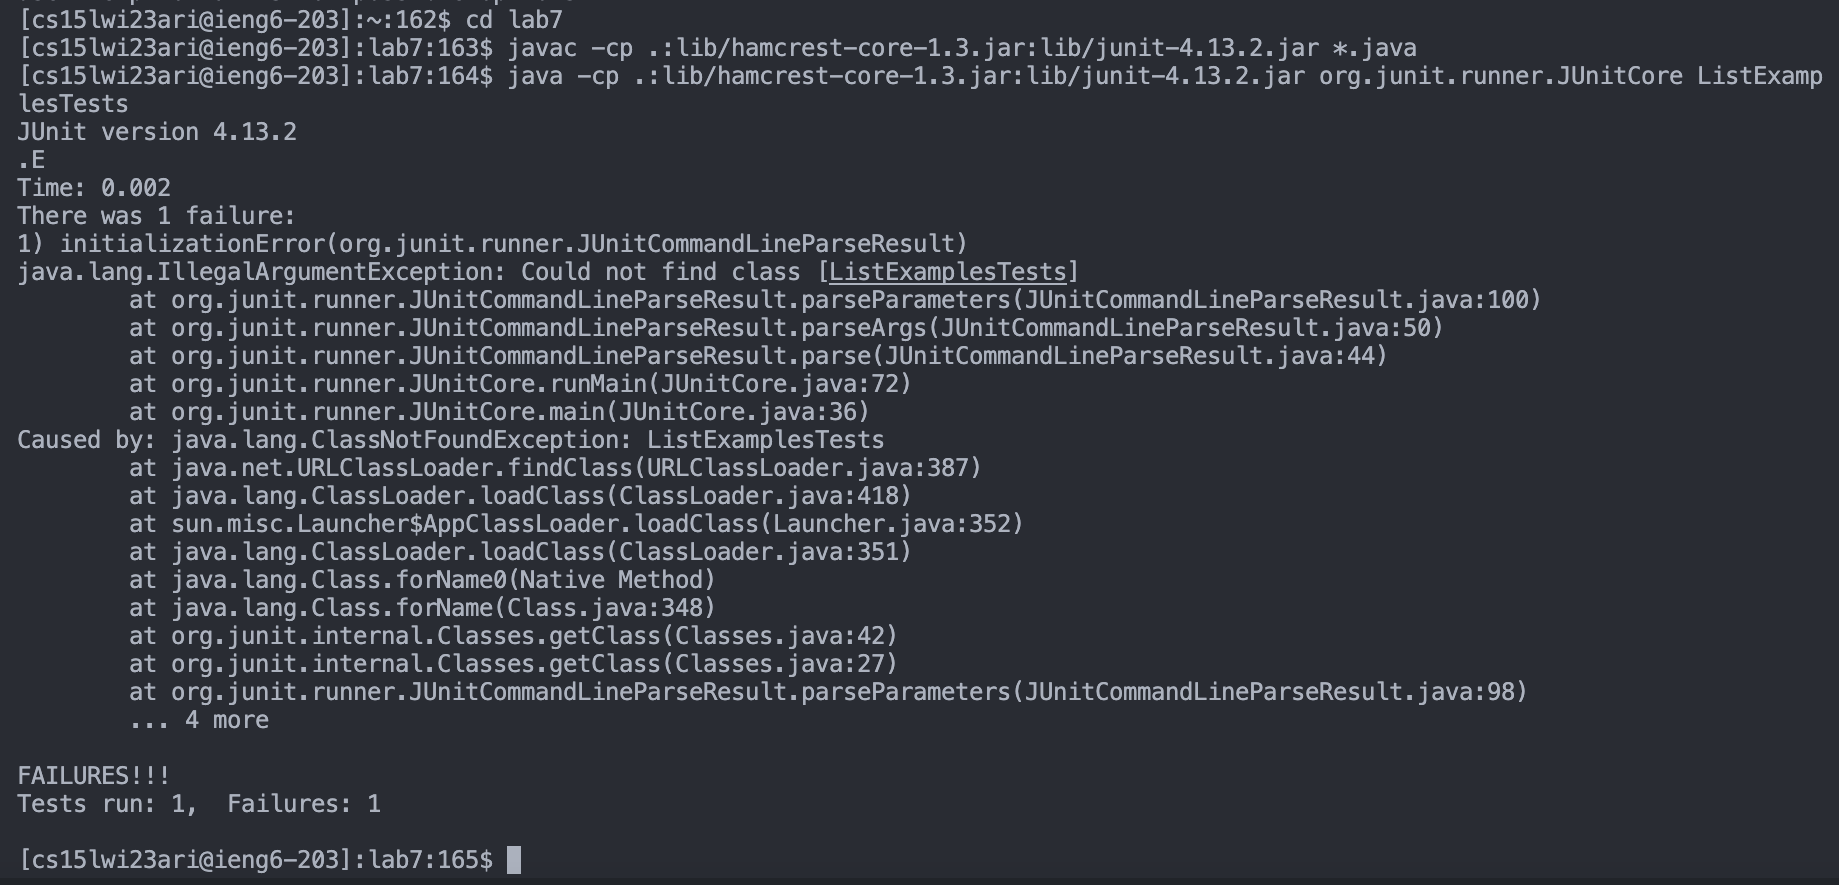 [cs15lwi23ari@ieng6-203]:~:162$ cd lab7
[cs15lwi23ari@ieng6-203]:lab7:163$ javac -cp .:lib/hamcrest-core-1.3.jar:lib/junit-4.13.2.jar *.java
[cs15lwi23ari@ieng6-203]:lab7:164$ java -cp .:lib/hamcrest-core-1.3.jar:lib/junit-4.13.2.jar org.junit.runner.JUnitCore ListExamp
lesTests
JUnit version 4.13.2
.E
Time: 0.002
There was 1 failure:
1) initializationError(org.junit.runner.JUnitCommandLineParseResult)
java.lang.IllegalArgumentException: Could not find class [ListExamplesTests]
        at org.junit.runner.JUnitCommandLineParseResult.parseParameters(JUnitCommandLineParseResult.java:100)
        at org.junit.runner.JUnitCommandLineParseResult.parseArgs(JUnitCommandLineParseResult.java:50)
        at org.junit.runner.JUnitCommandLineParseResult.parse(JUnitCommandLineParseResult.java:44)
        at org.junit.runner.JUnitCore.runMain(JUnitCore.java:72)
        at org.junit.runner.JUnitCore.main(JUnitCore.java:36)
Caused by: java.lang.ClassNotFoundException: ListExamplesTests
        at java.net.URLClassLoader.findClass(URLClassLoader.java:387)
        at java.lang.ClassLoader.loadClass(ClassLoader.java:418)
        at sun.misc.Launcher$AppClassLoader.loadClass(Launcher.java:352)
        at java.lang.ClassLoader.loadClass(ClassLoader.java:351)
        at java.lang.Class.forName0(Native Method)
        at java.lang.Class.forName(Class.java:348)
        at org.junit.internal.Classes.getClass(Classes.java:42)
        at org.junit.internal.Classes.getClass(Classes.java:27)
        at org.junit.runner.JUnitCommandLineParseResult.parseParameters(JUnitCommandLineParseResult.java:98)
        ... 4 more
FAILURES!!!
Tests run: 1,  Failures: 1
[cs15lwi23ari@ieng6-203]:lab7:165$